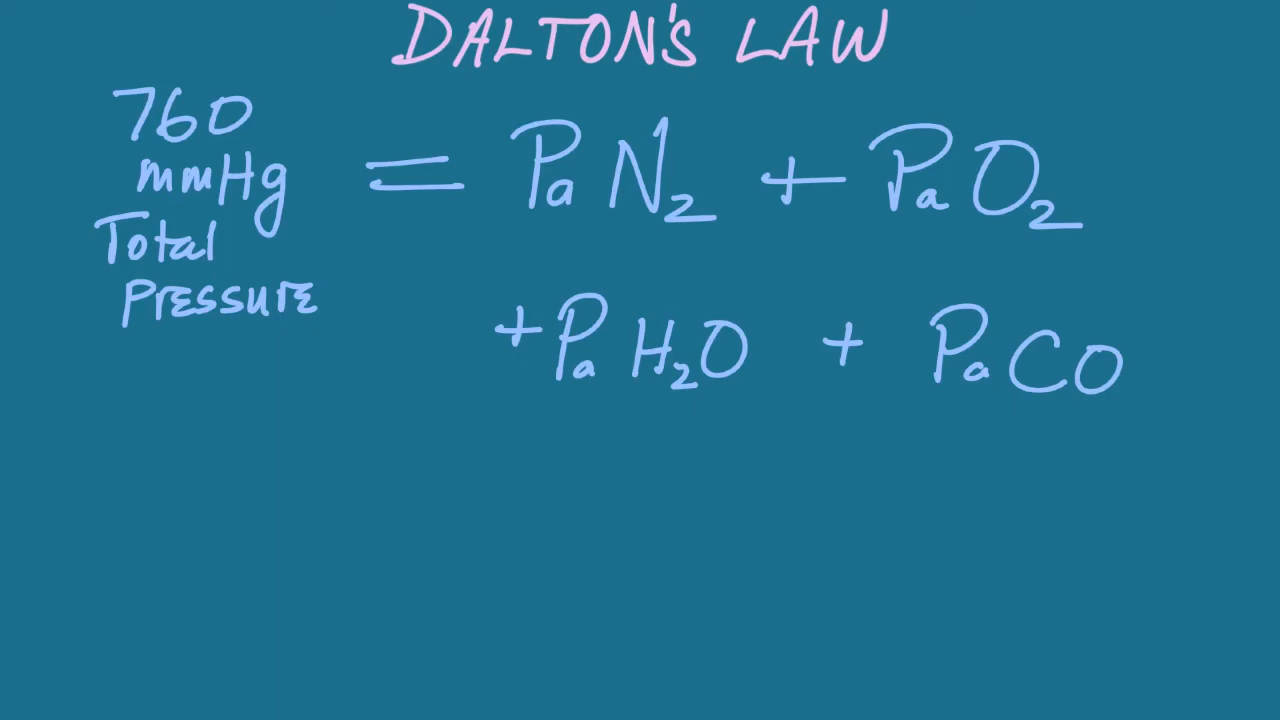 DALTON'S LAW
760
mmHg = PaN₂ + PaO₂
Total
Pressure
+ PaH₂O + PaCO